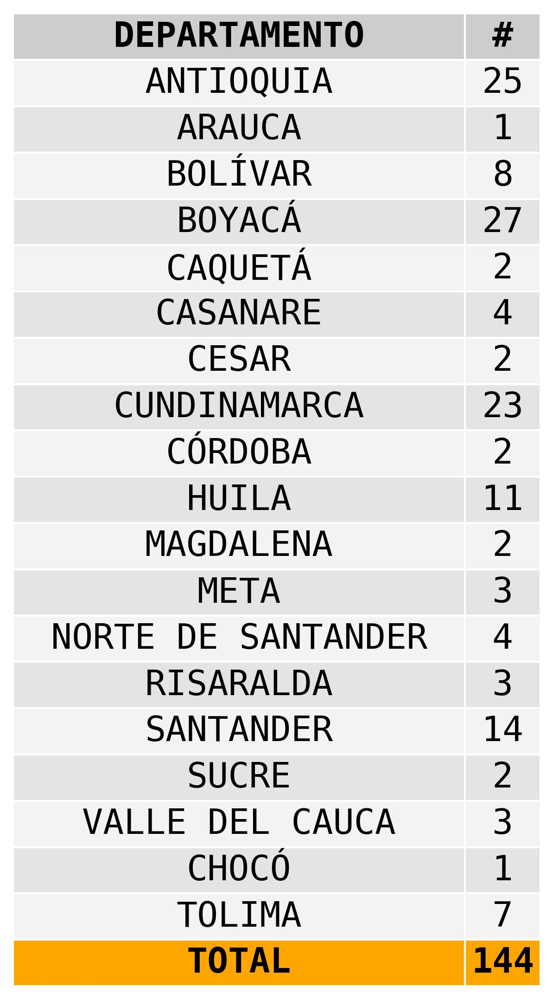 DEPARTAMENTO #
ANTIOQUIA 25
ARAUCA 1
BOLÍVAR 8
BOYACÁ 27
CAQUETÁ 2
CASANARE 4
CESAR 2
CUNDINAMARCA 23
CÓRDOBA 2
HUILA 11
MAGDALENA 2
META 3
NORTE DE SANTANDER 4
RISARALDA 3
SANTANDER 14
SUCRE 2
VALLE DEL CAUCA 3
CHOCÓ 1
TOLIMA 7
TOTAL 144